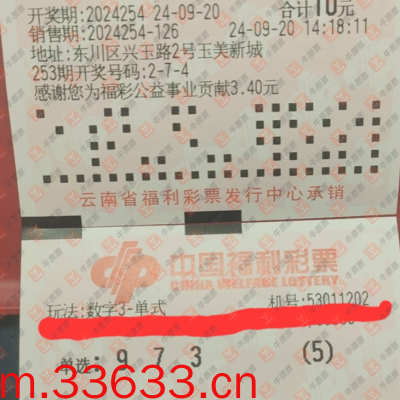 开奖期:2024254 24-09-20 合计10元
销售期:2024254-126 24-09-20 14:18:11
地址:东川区兴玉路2号玉美新城
253期开奖号码:2-7-4
感谢您为福彩公益事业贡献3.40元
云南省福利彩票发行中心承销
中国福利彩票
CHINA WELFARE LOTTERY
玩法:数字3-单式 机号:53011202
单选: 9 7 3 (5)
m.33633.cn